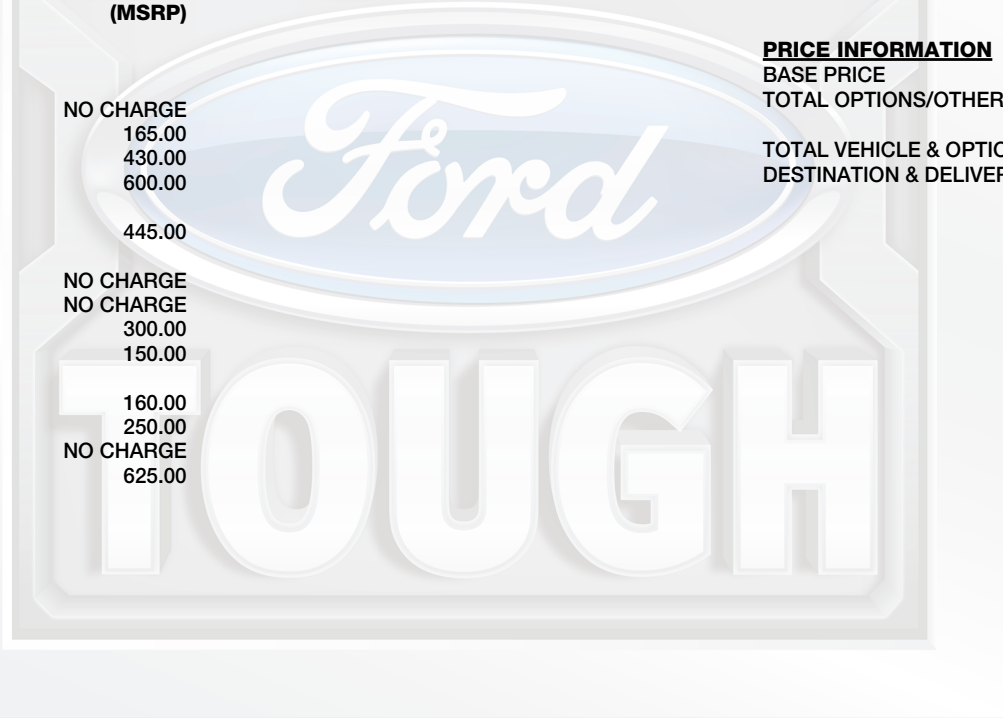 (MSRP)
NO CHARGE
165.00
430.00
600.00
445.00
NO CHARGE
NO CHARGE
300.00
150.00
160.00
250.00
NO CHARGE
625.00
PRICE INFORMATION
BASE PRICE
TOTAL OPTIONS/OTHER
TOTAL VEHICLE & OPTIO
DESTINATION & DELIVER
Ford
TOUGH